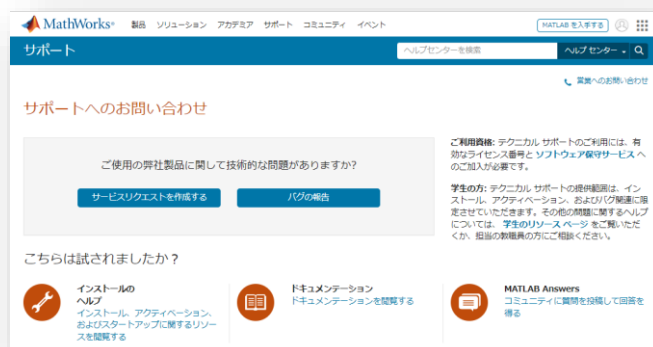 MathWorks®
製品 ソリューション アカデミア サポート コミュニティ イベント
MATLAB を入手する
サポート
ヘルプセンターを検索
ヘルプ センター
営業へのお問い合わせ
サポートへのお問い合わせ
ご使用の弊社製品に関して技術的な問題がありますか?
サービスリクエストを作成する
バグの報告
ご利用資格: テクニカル サポートのご利用には、有
効なライセンス番号と ソフトウェア保守サービス へ
のご加入が必要です。
学生の方: テクニカル サポートの提供範囲は、イン
ストール、アクティベーション、およびバグ関連に限
定させていただきます。その他の問題に関するヘルプ
については、 学生のリソース ページ をご覧いただ
くか、担当の教職員の方にご相談ください。
こちらは試されましたか？
インストールの
ヘルプ
インストール、アクティベーション、
およびスタートアップに関するリソー
スを閲覧する
ドキュメンテーション
ドキュメンテーションを閲覧する
MATLAB Answers
コミュニティに質問を投稿して回答を
得る